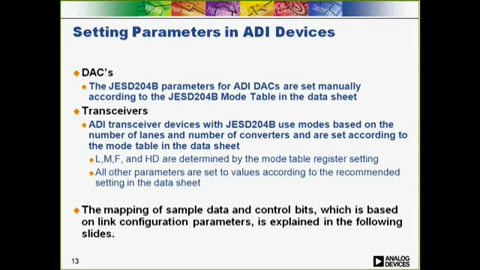 Setting Parameters in ADI Devices
DAC's
The JESD204B parameters for ADI DACs are set manually
according to the JESD204B Mode Table in the data sheet
Transceivers
ADI transceiver devices with JESD204B use modes based on the
number of lanes and number of converters and are set according to
the mode table in the data sheet
L,M,F, and HD are determined by the mode table register setting
All other parameters are set to values according to the recommended
setting in the data sheet
The mapping of sample data and control bits, which is based
on link configuration parameters, is explained in the following
slides.
13
ANALOG
DEVICES